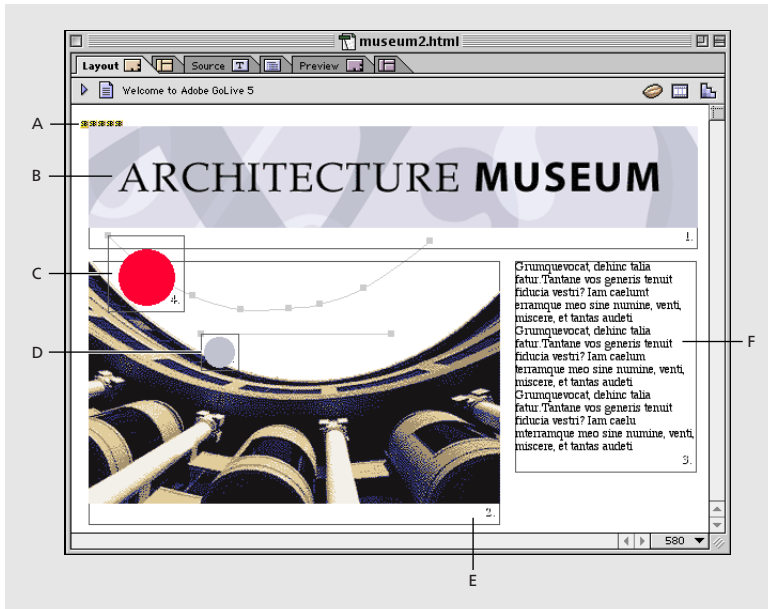 museum2.html
Layout
Source
Preview
Welcome to Adobe GoLive 5
A
B
ARCHITECTURE MUSEUM
1.
C
4.
D
Grumquevocat, dehinc talia
fatur.Tantane vos generis tenuit
fiducia vestri? Iam caelumt
erramque meo sine numine, venti,
miscere, et tantas audeti
Grumquevocat, dehinc talia
fatur.Tantane vos generis tenuit
fiducia vestri? Iam caelum
terramque meo sine numine, venti,
miscere, et tantas audeti
Grumquevocat, dehinc talia
fatur.Tantane vos generis tenuit
fiducia vestri? Iam caelu
mterramque meo sine numine, venti,
miscere, et tantas audeti
3.
F
2.
580
E